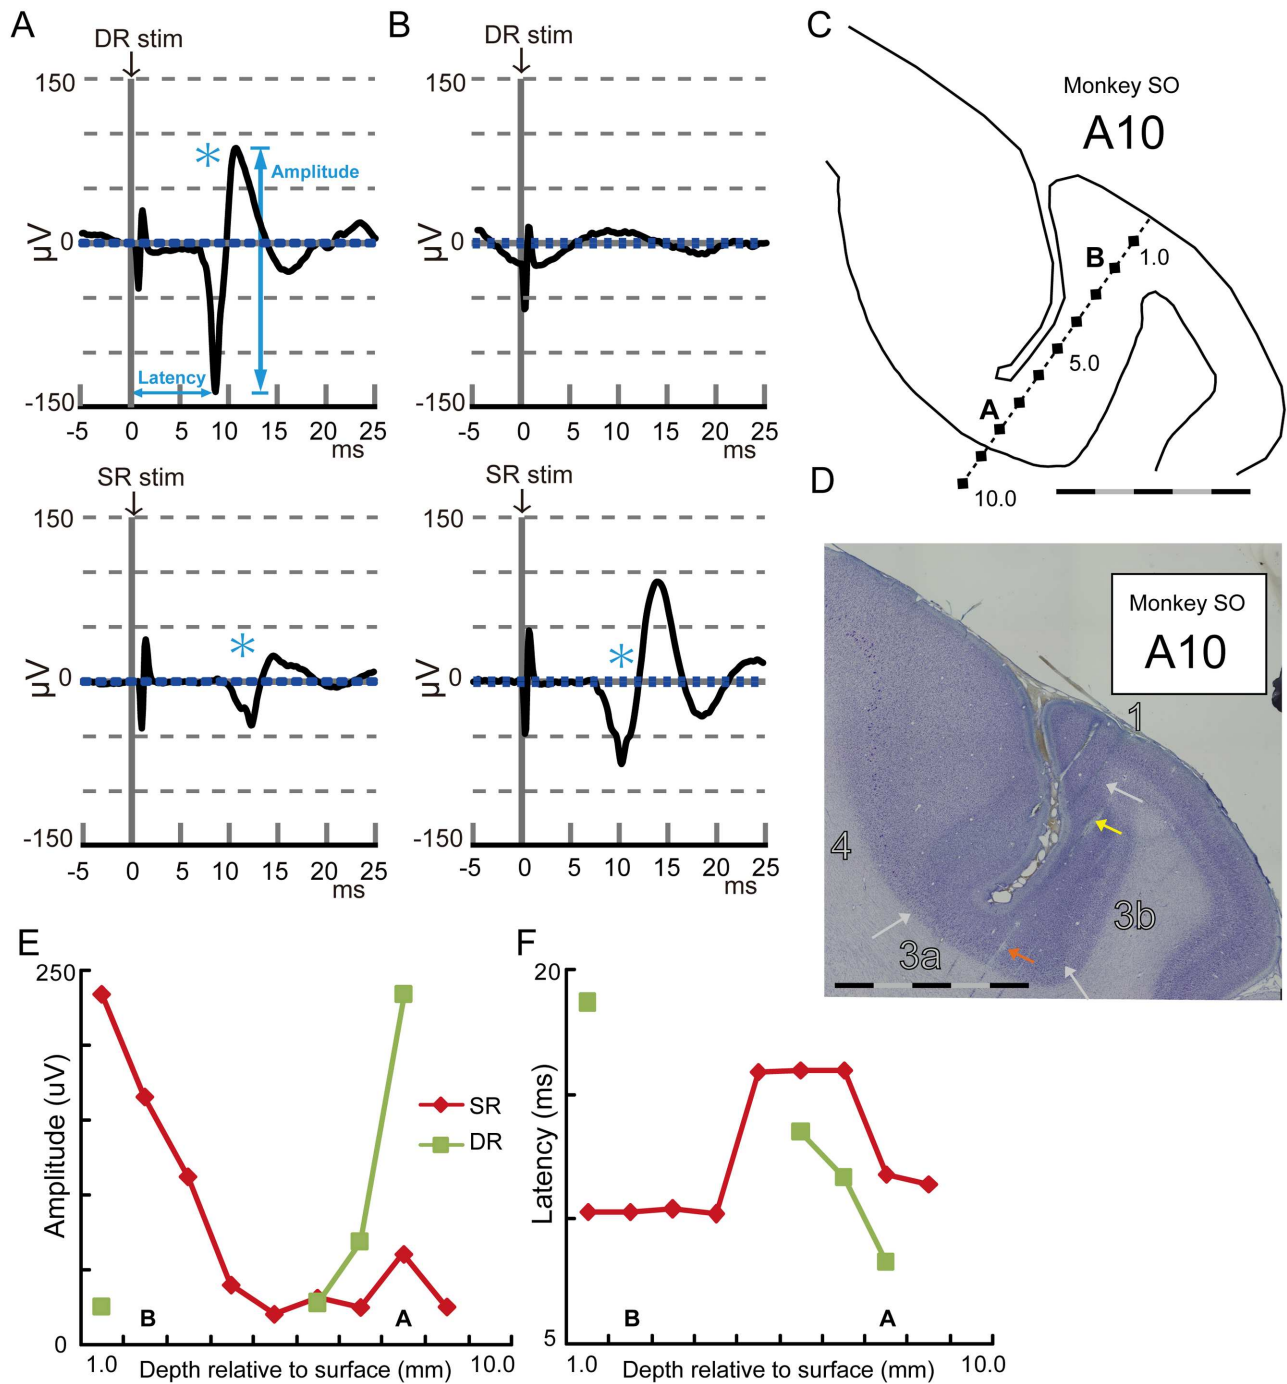 A
DR stim
150
0
-150
µV
*
Amplitude
Latency
-5 0 5 10 15 20 25
ms
B
DR stim
150
0
-150
µV
-5 0 5 10 15 20 25
ms
SR stim
150
0
-150
µV
*
-5 0 5 10 15 20 25
ms
SR stim
150
0
-150
µV
*
-5 0 5 10 15 20 25
ms
C
Monkey SO
A10
B
1.0
5.0
A
10.0
D
Monkey SO
A10
1
4
3b
3a
E
250
0
Amplitude (uV)
SR
DR
B
A
1.0 Depth relative to surface (mm) 10.0
F
20
5
Latency (ms)
B
A
1.0 Depth relative to surface (mm) 10.0